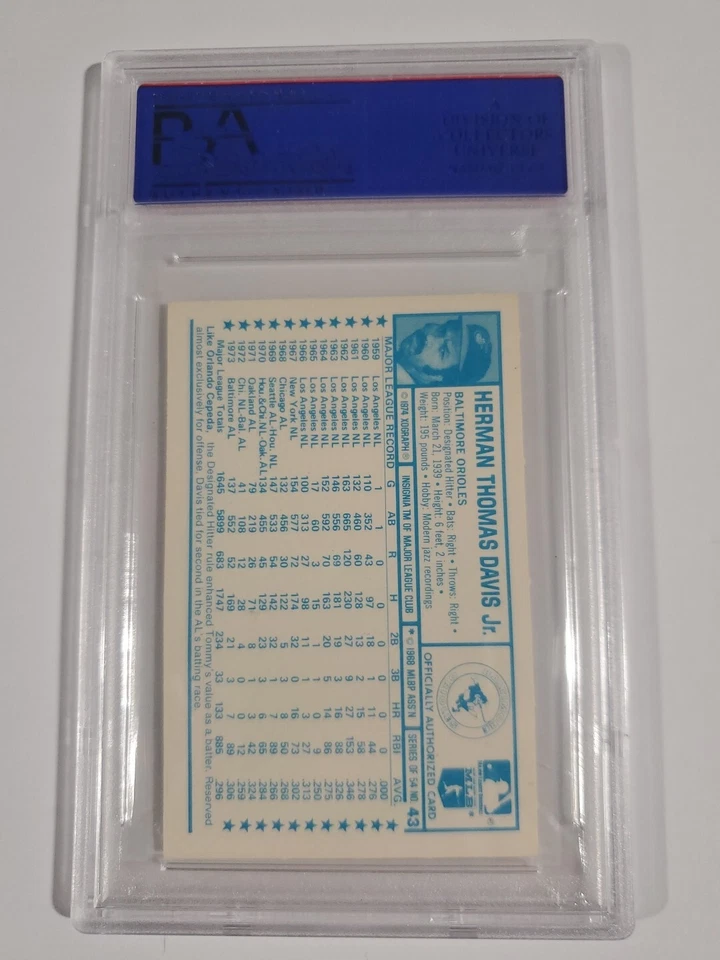 PSA
A
DIVISION OF
COLLECTORS
UNIVERSE
HERMAN THOMAS DAVIS Jr.
BALTIMORE ORIOLES
Position: Designated Hitter • Bats: Right • Throws: Right •
Born: March 21, 1939 • Height: 6 feet, 2 inches •
Weight: 195 pounds • Hobby: Modern jazz recordings
OFFICIALLY AUTHORIZED CARD
MLB
© 1974 XOGRAPH® INSIGNIA TM OF MAJOR LEAGUE CLUB * © 1968 MLBP ASS'N SERIES OF 54 NO. 43
MAJOR LEAGUE RECORD G AB R H 2B 3B HR RBI AVG.
1959 Los Angeles NL 1 1 0 0 0 0 0 0 .000
1960 Los Angeles NL 110 352 43 97 18 1 11 44 .276
1961 Los Angeles NL 132 460 60 128 13 2 15 58 .278
1962 Los Angeles NL 163 665 120 230 27 9 27 153 .346
1963 Los Angeles NL 146 556 69 181 19 3 16 88 .326
1964 Los Angeles NL 152 592 79 163 20 5 14 86 .275
1965 Los Angeles NL 17 60 3 15 1 1 0 9 .250
1966 Los Angeles NL 100 313 27 98 11 1 3 27 .313
1967 New York NL 154 577 72 174 32 0 16 73 .302
1968 Chicago AL 132 456 30 122 5 3 8 50 .268
1969 Seattle AL-Hou. NL 147 533 54 142 32 1 7 89 .266
1970 Hou.&Chi.NL-Oak.AL 134 455 45 129 23 3 6 65 .284
1971 Oakland AL 79 219 26 71 8 1 3 42 .324
1972 Chi. NL-Bal. AL 41 108 12 28 4 0 0 12 .259
1973 Baltimore AL 137 552 52 169 21 3 7 89 .306
Major League Totals 1645 5899 683 1747 234 33 133 885 .296
Like Orlando Cepeda, the Designated Hitter rule enhanced Tommy's value as a batter. Reserved
almost exclusively for offense, Davis tied for second in the AL's batting race.